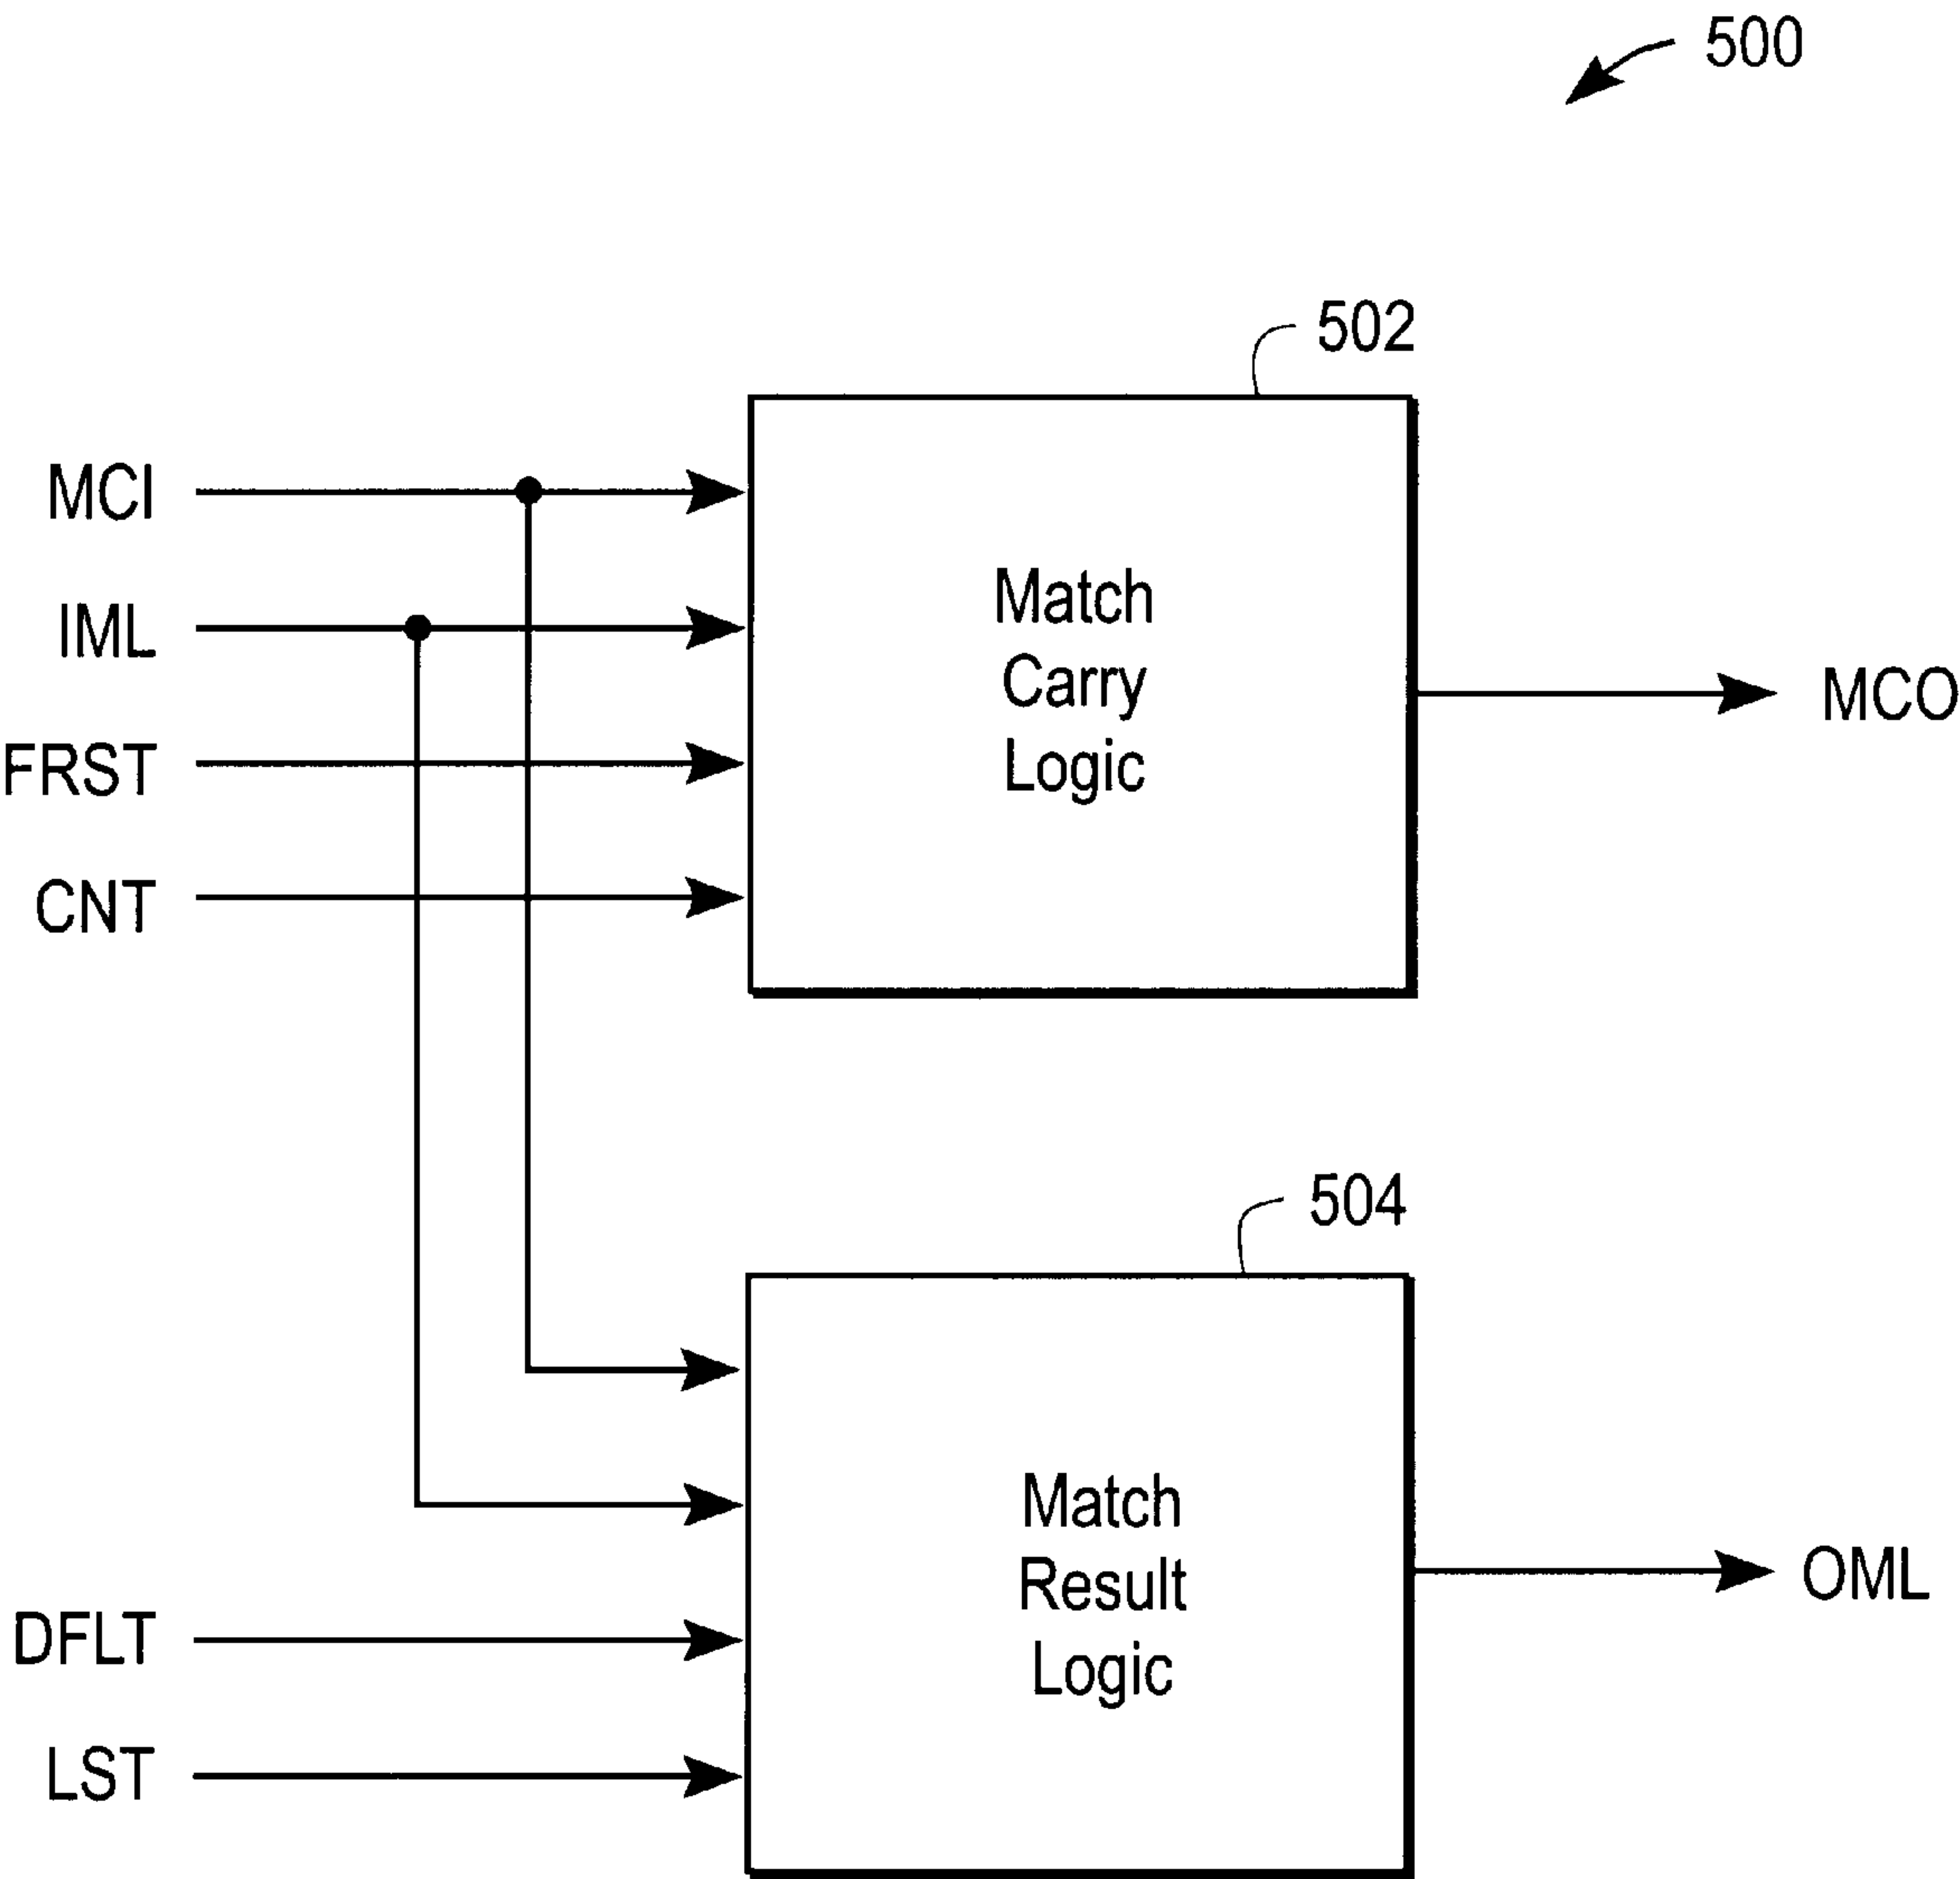 500
502
MCI
IML
FRST
CNT
Match
Carry
Logic
MCO
504
DFLT
LST
Match
Result
Logic
OML